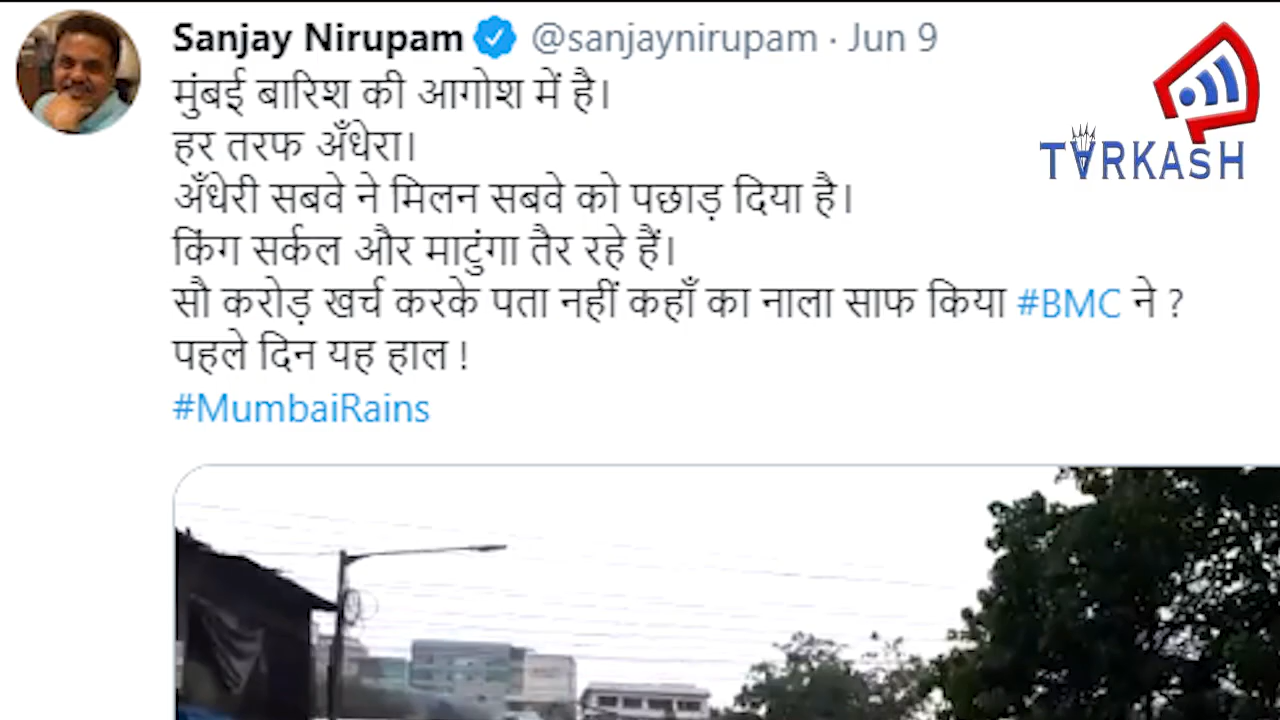 Sanjay Nirupam @sanjaynirupam · Jun 9
मुंबई बारिश की आगोश में है।
हर तरफ अँधेरा।
अँधेरी सबवे ने मिलन सबवे को पछाड़ दिया है।
किंग सर्कल और माटुंगा तैर रहे हैं।
सौ करोड़ खर्च करके पता नहीं कहाँ का नाला साफ किया #BMC ने ?
पहले दिन यह हाल !
#MumbaiRains
TARKASH